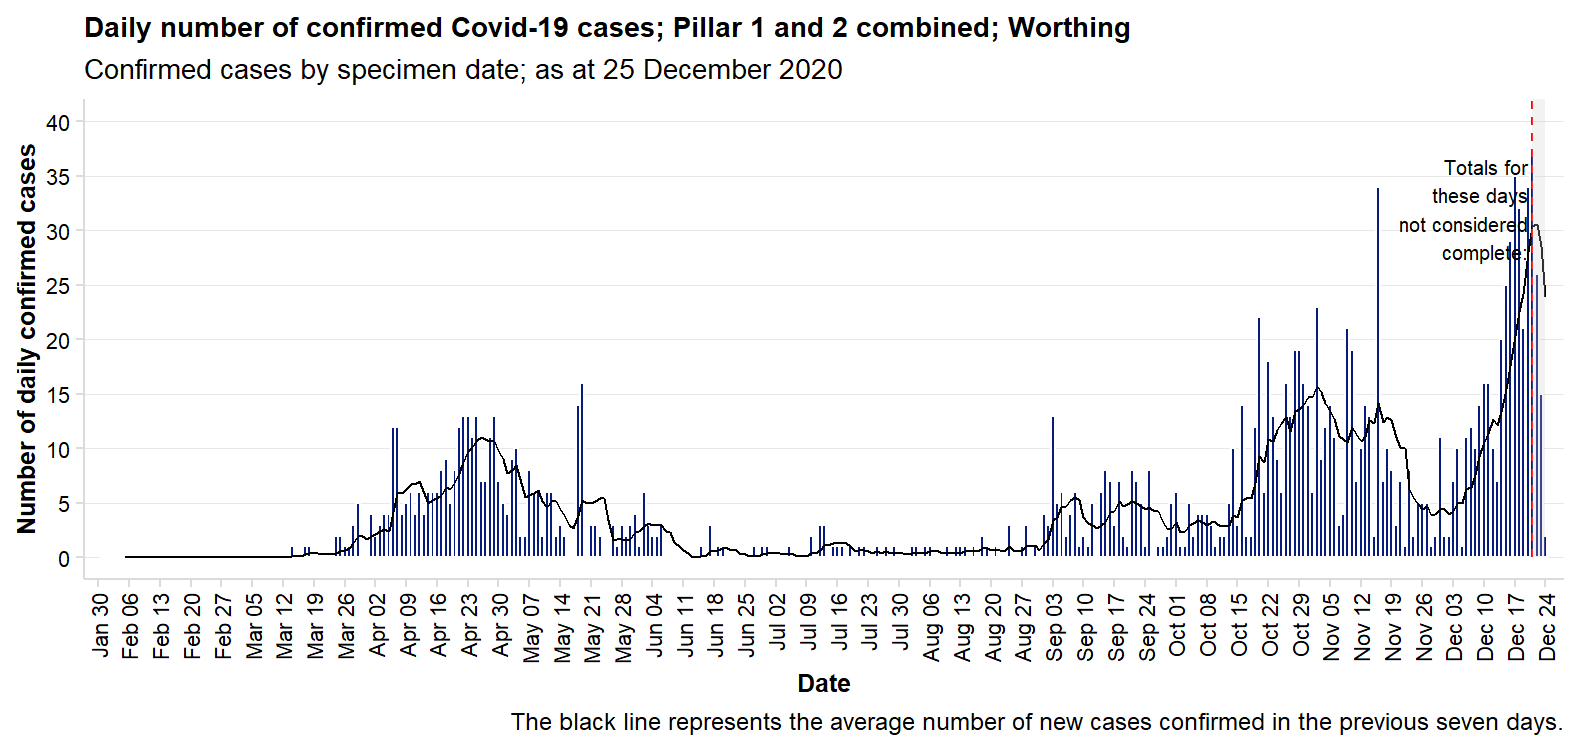 Daily number of confirmed Covid-19 cases; Pillar 1 and 2 combined; Worthing
Confirmed cases by specimen date; as at 25 December 2020
Number of daily confirmed cases
40
35
30
25
20
15
10
5
0
Totals for
these days
not considered
complete:
Jan 30
Feb 06
Feb 13
Feb 20
Feb 27
Mar 05
Mar 12
Mar 19
Mar 26
Apr 02
Apr 09
Apr 16
Apr 23
Apr 30
May 07
May 14
May 21
May 28
Jun 04
Jun 11
Jun 18
Jun 25
Jul 02
Jul 09
Jul 16
Jul 23
Jul 30
Aug 06
Aug 13
Aug 20
Aug 27
Sep 03
Sep 10
Sep 17
Sep 24
Oct 01
Oct 08
Oct 15
Oct 22
Oct 29
Nov 05
Nov 12
Nov 19
Nov 26
Dec 03
Dec 10
Dec 17
Dec 24
Date
The black line represents the average number of new cases confirmed in the previous seven days.